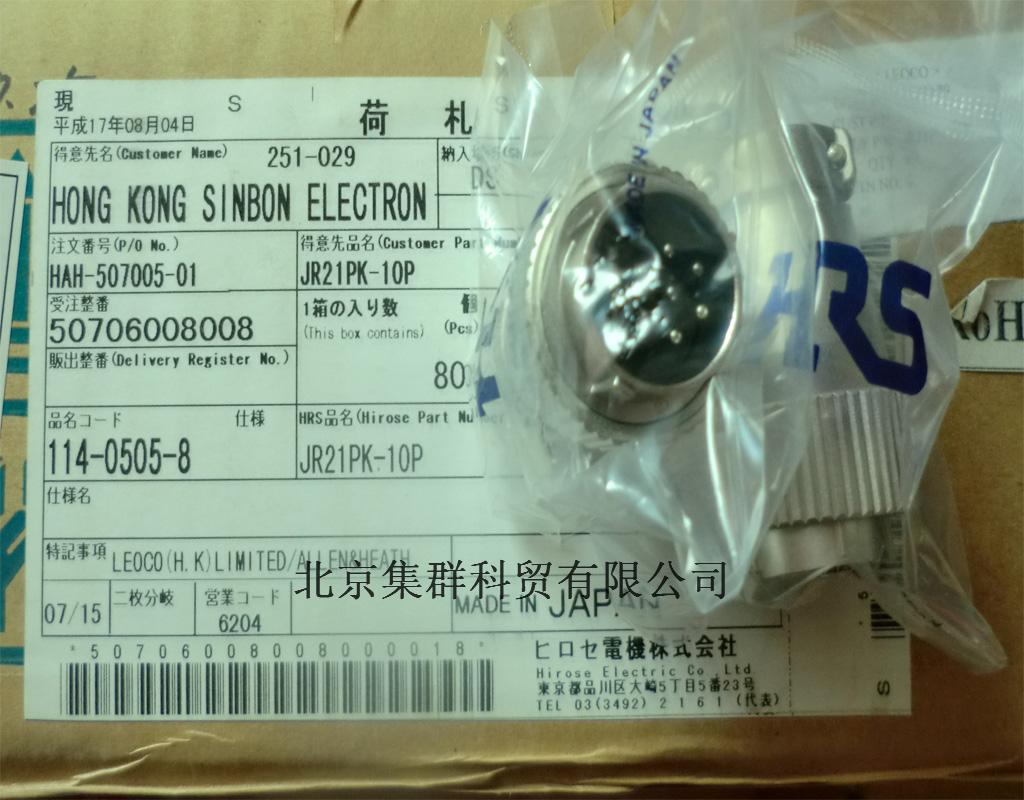 現
S
S
平成17年08月04日
荷 札
得意先名(Customer Name) 251-029
納入
DS
HONG KONG SINBON ELECTRON
注文番号(P/O No.)
得意先品名(Customer Part Num
HAH-507005-01
JR21PK-10P
受注整番
50706008008
1箱の入り数
(This box contains)
(Pcs)
80
販出整番(Delivery Register No.)
品名コード 仕様
HRS品名(Hirose Part Number
114-0505-8
JR21PK-10P
仕様名
特記事項
LEOCO(H.K)LIMITED/ALLEN&HEATH
北京集群科贸有限公司
07/15
二枚分岐
営業コード
6204
MADE IN JAPAN
*507060080080000018*
ヒロセ電機株式会社
Hirose Electric Co.,Ltd
東京都品川区大崎5丁目5番23号
TEL 03(3492)2161(代表)
MADE IN JAPAN
HRS
RoH
S